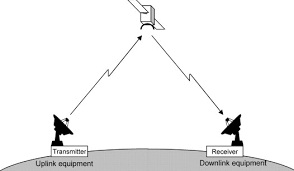 Transmitter
Receiver
Uplink equipment
Downlink equipment